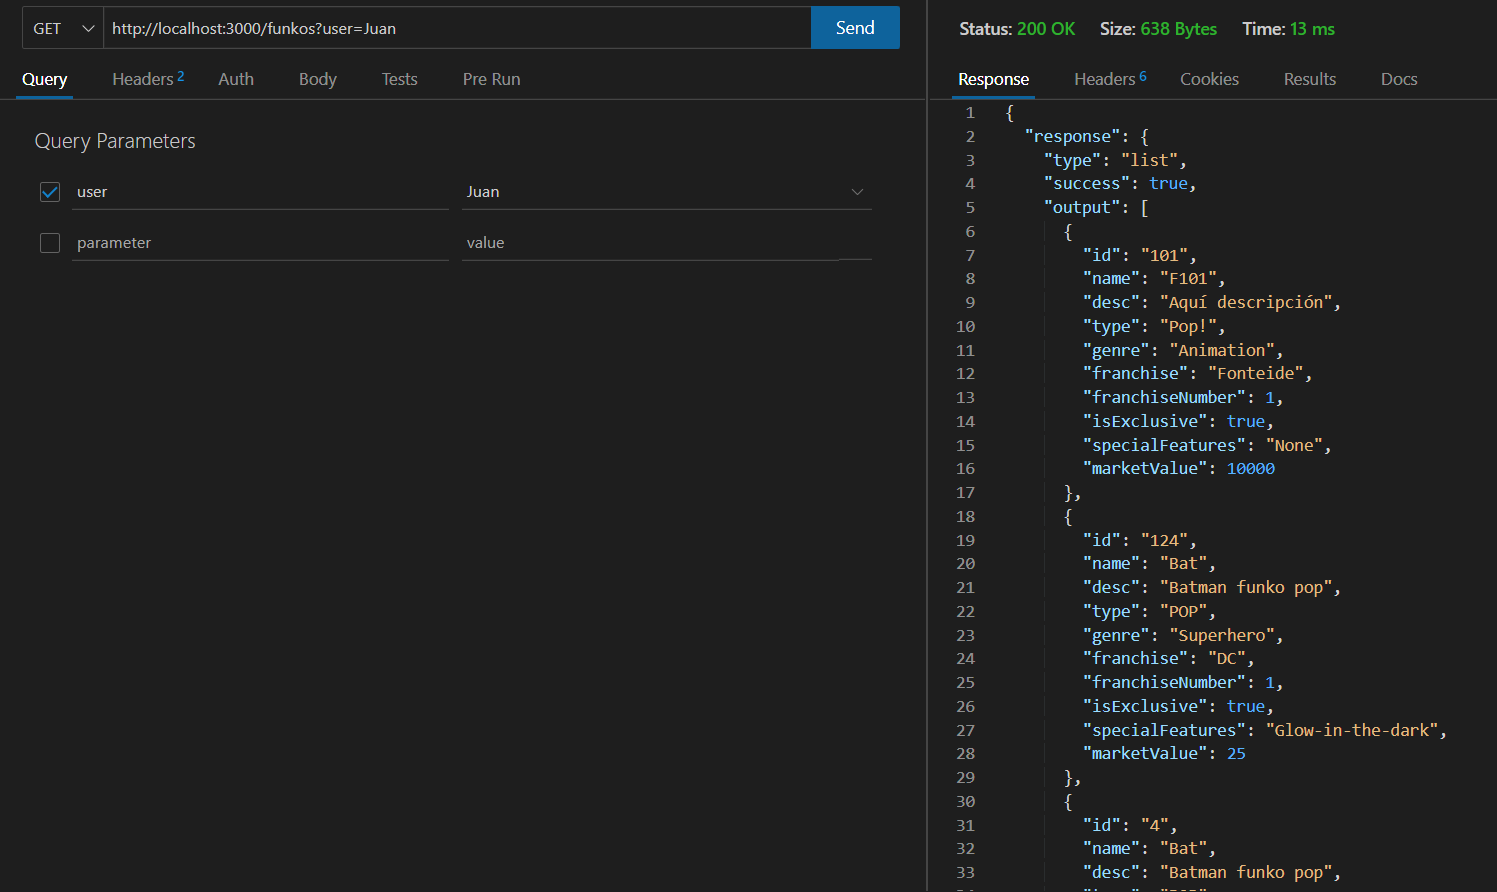 GET
http://localhost:3000/funkos?user=Juan
Send
Query
Headers 2
Auth
Body
Tests
Pre Run
Query Parameters
user
Juan
parameter
value
Status: 200 OK
Size: 638 Bytes
Time: 13 ms
Response
Headers 6
Cookies
Results
Docs
1 {
2 "response": {
3 "type": "list",
4 "success": true,
5 "output": [
6 {
7 "id": "101",
8 "name": "F101",
9 "desc": "Aquí descripción",
10 "type": "Pop!",
11 "genre": "Animation",
12 "franchise": "Fonteide",
13 "franchiseNumber": 1,
14 "isExclusive": true,
15 "specialFeatures": "None",
16 "marketValue": 10000
17 },
18 {
19 "id": "124",
20 "name": "Bat",
21 "desc": "Batman funko pop",
22 "type": "POP",
23 "genre": "Superhero",
24 "franchise": "DC",
25 "franchiseNumber": 1,
26 "isExclusive": true,
27 "specialFeatures": "Glow-in-the-dark",
28 "marketValue": 25
29 },
30 {
31 "id": "4",
32 "name": "Bat",
33 "desc": "Batman funko pop",